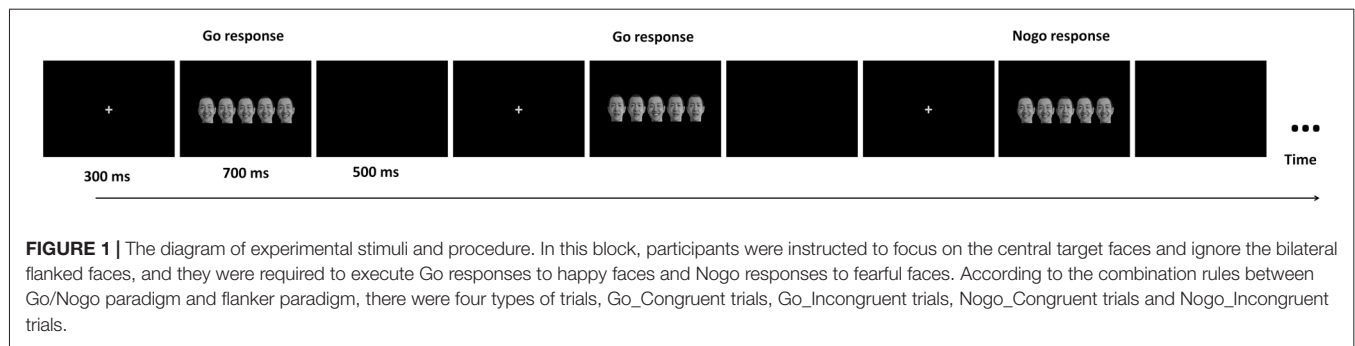 Go response Go response Nogo response
+ + +
...
Time
300 ms 700 ms 500 ms
FIGURE 1 | The diagram of experimental stimuli and procedure. In this block, participants were instructed to focus on the central target faces and ignore the bilateral
flanked faces, and they were required to execute Go responses to happy faces and Nogo responses to fearful faces. According to the combination rules between
Go/Nogo paradigm and flanker paradigm, there were four types of trials, Go_Congruent trials, Go_Incongruent trials, Nogo_Congruent trials and Nogo_Incongruent
trials.